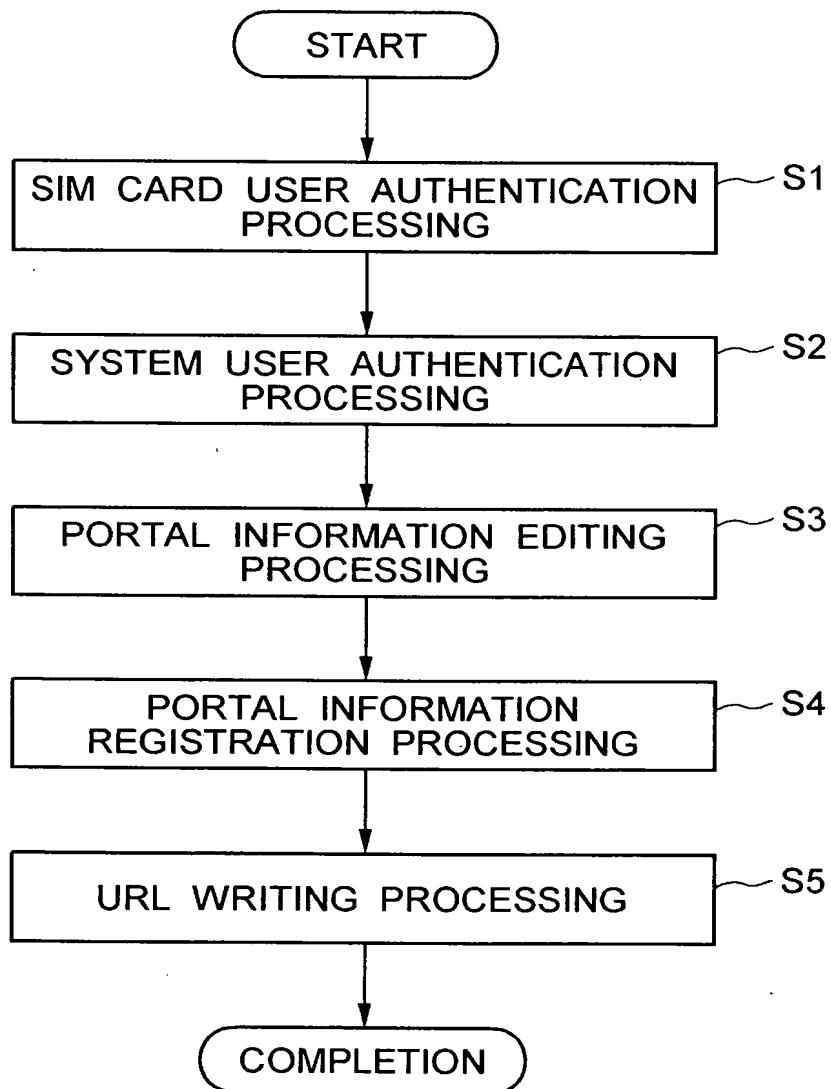 START
SIM CARD USER AUTHENTICATION
PROCESSING
S1
SYSTEM USER AUTHENTICATION
PROCESSING
S2
PORTAL INFORMATION EDITING
PROCESSING
S3
PORTAL INFORMATION
REGISTRATION PROCESSING
S4
URL WRITING PROCESSING
S5
COMPLETION